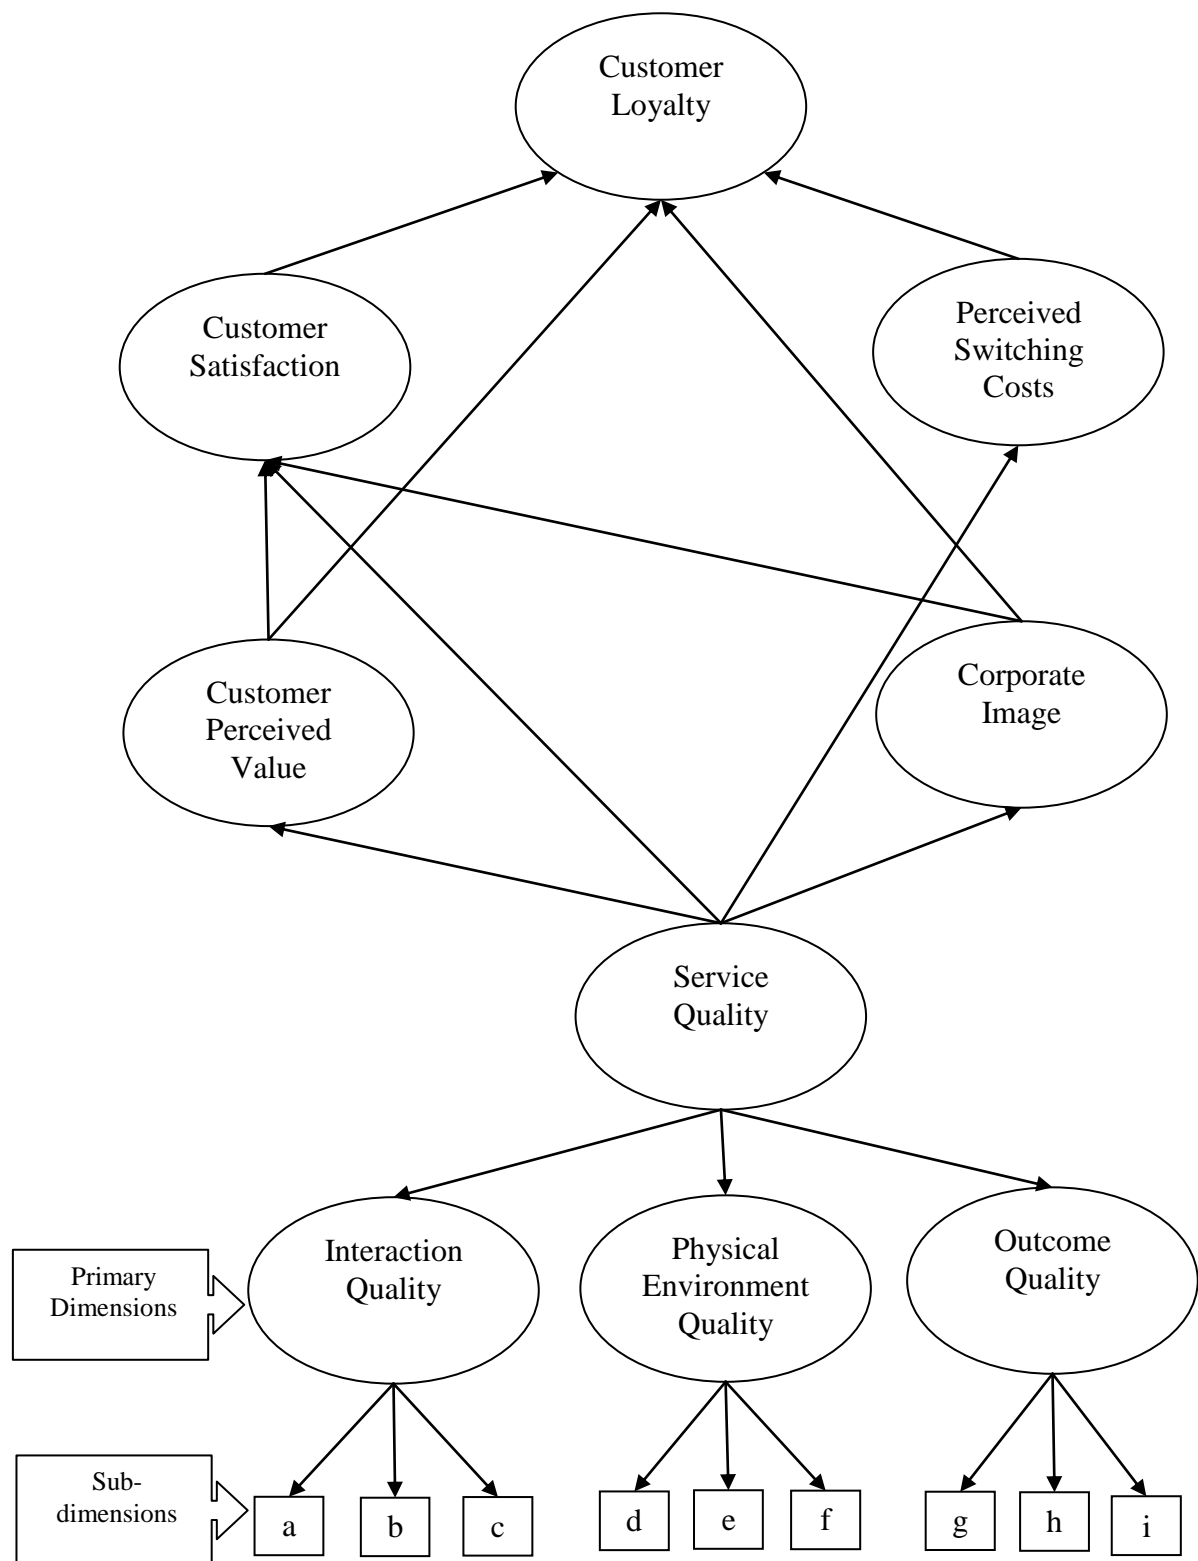 Customer
Loyalty
Customer
Satisfaction
Perceived
Switching
Costs
Customer
Perceived
Value
Corporate
Image
Service
Quality
Primary
Dimensions
Interaction
Quality
Physical
Environment
Quality
Outcome
Quality
Sub-
dimensions
a
b
c
d
e
f
g
h
i